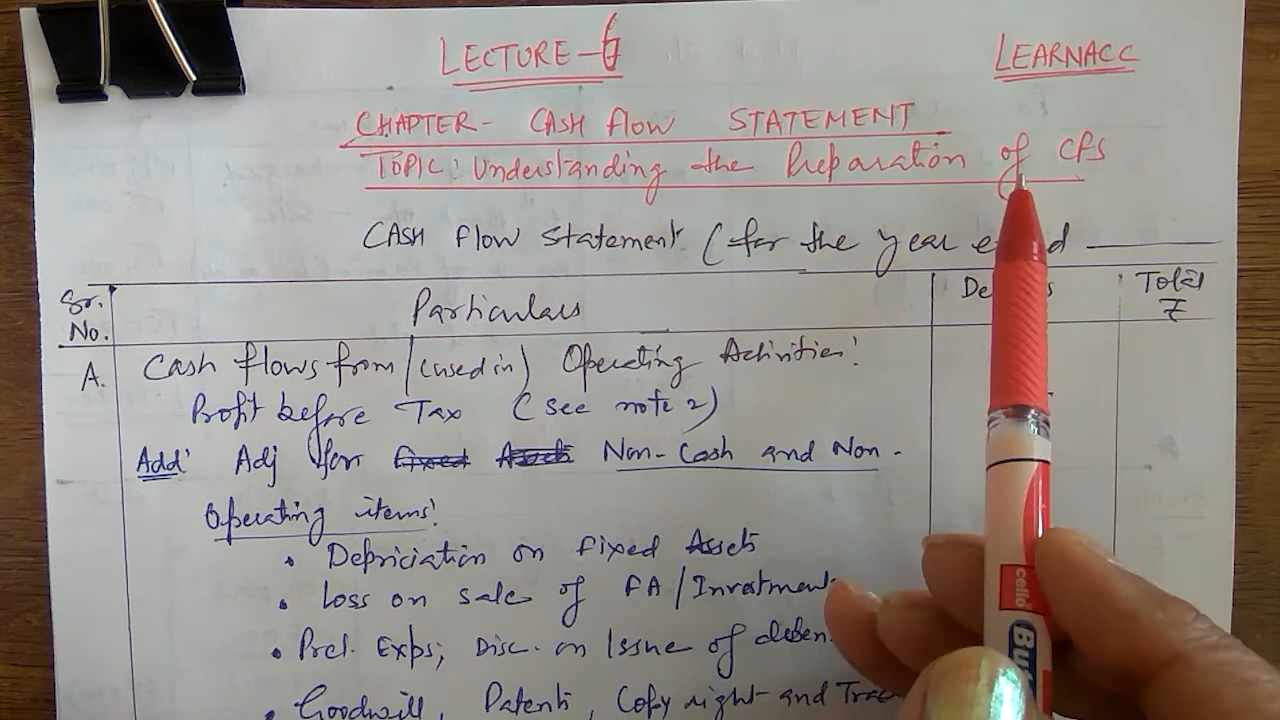 LECTURE-6
LEARNACC
CHAPTER- CASH flow STATEMENT
TOPIC: Understanding the Preparation of CFS
CASH flow Statement (for the year ended
Sr. No.
Particulars
Total ₹
A. Cash flows from/(used in) Operating Activities:
Profit before Tax (see note 2)
Add: Adj for Non-Cash and Non-
Operating items:
• Depriciation on fixed Assets
• Loss on sale of FA/Investment
• Prel. Exps; Disc. on Issue of deben.
• Goodwill, Patents, Copy right and
cello